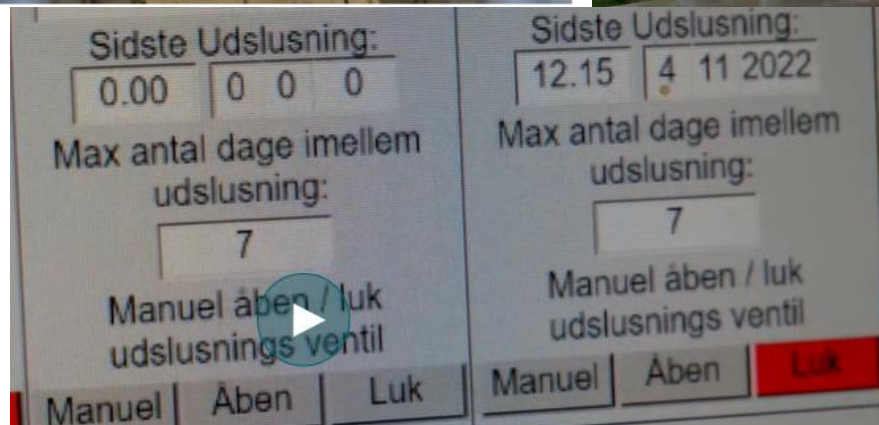 Sidste Udslusning:
0.00 0 0 0
Max antal dage imellem
udslusning:
7
Manuel åben / luk
udslusnings ventil
Manuel Åben Luk
Sidste Udslusning:
12.15 4 11 2022
Max antal dage imellem
udslusning:
7
Manuel åben / luk
udslusnings ventil
Manuel Åben Luk